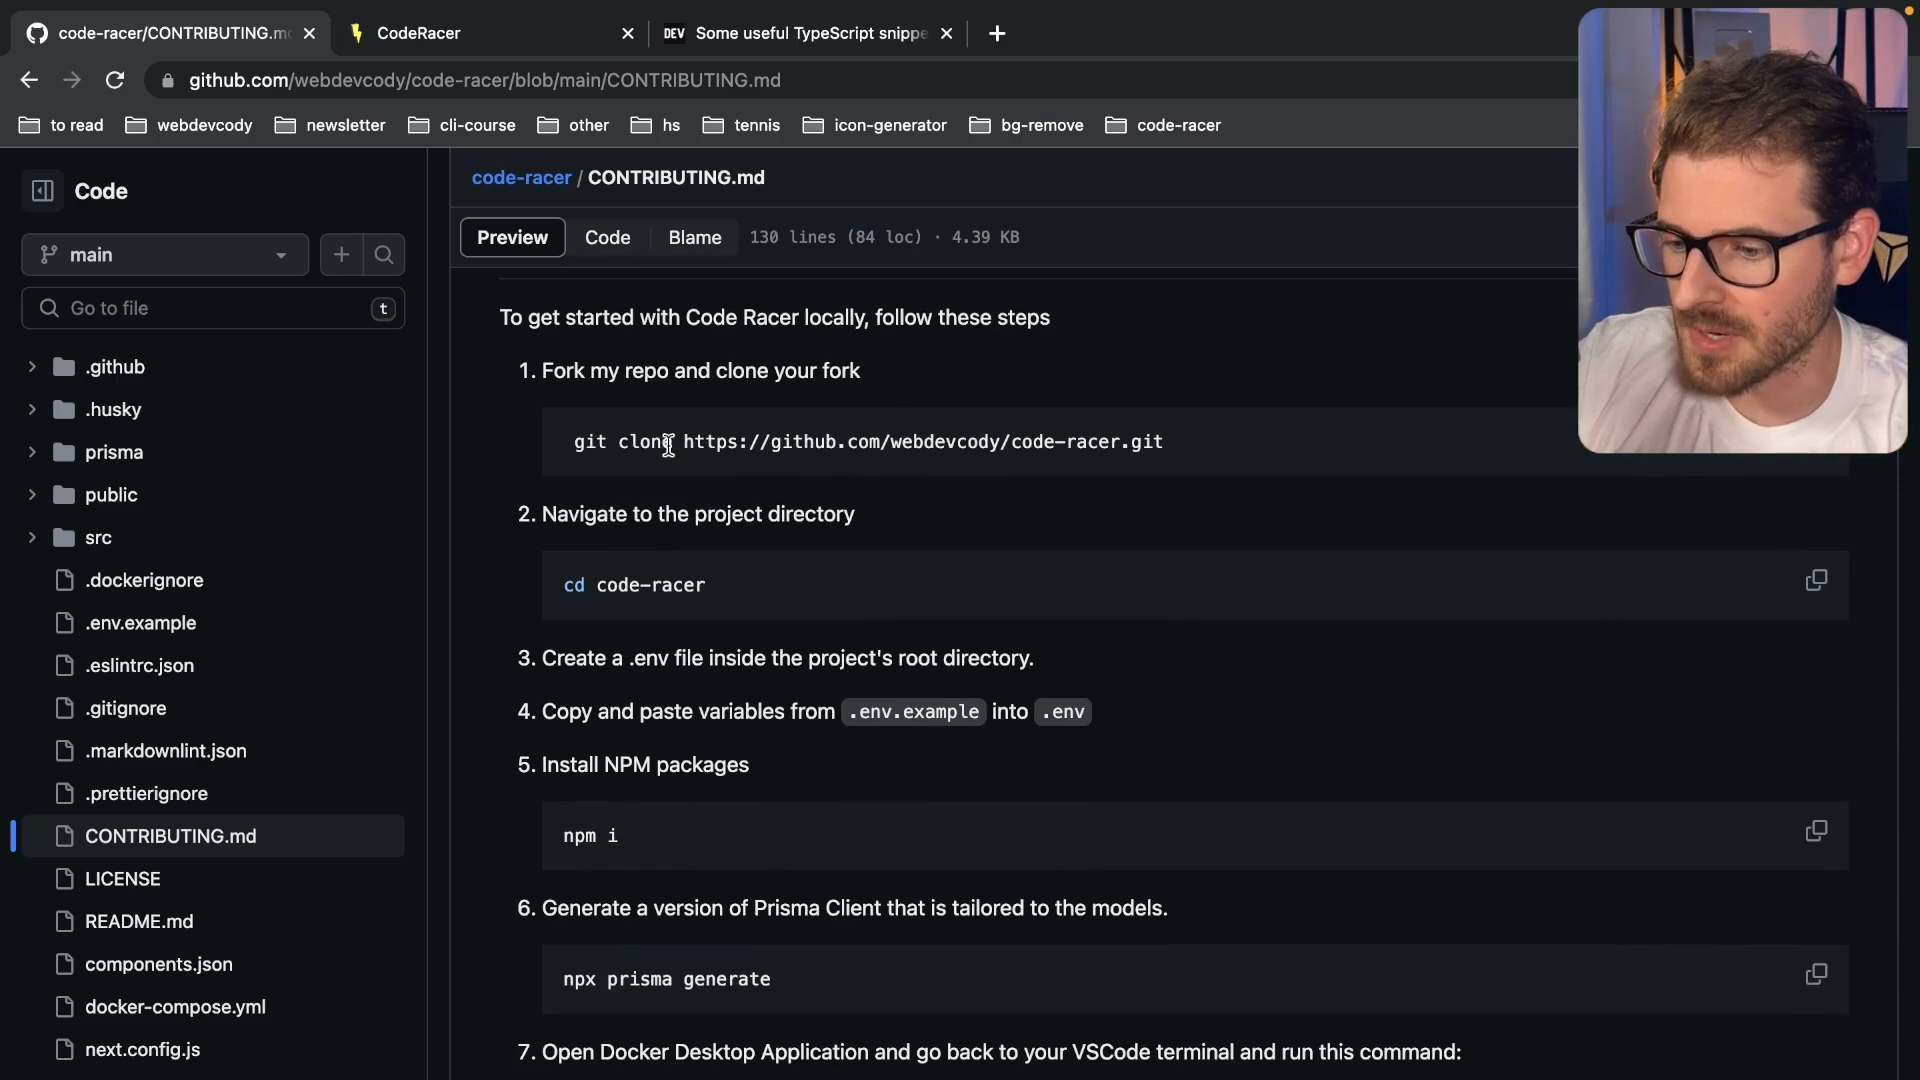 code-racer/CONTRIBUTING.m
CodeRacer
DEV Some useful TypeScript snippe
github.com/webdevcody/code-racer/blob/main/CONTRIBUTING.md
to read
webdevcody
newsletter
cli-course
other
hs
tennis
icon-generator
bg-remove
code-racer
Code
main
Go to file
t
.github
.husky
prisma
public
src
.dockerignore
.env.example
.eslintrc.json
.gitignore
.markdownlint.json
.prettierignore
CONTRIBUTING.md
LICENSE
README.md
components.json
docker-compose.yml
next.config.js
code-racer / CONTRIBUTING.md
Preview
Code
Blame
130 lines (84 loc) · 4.39 KB
To get started with Code Racer locally, follow these steps
1. Fork my repo and clone your fork
git clone https://github.com/webdevcody/code-racer.git
2. Navigate to the project directory
cd code-racer
3. Create a .env file inside the project's root directory.
4. Copy and paste variables from .env.example into .env
5. Install NPM packages
npm i
6. Generate a version of Prisma Client that is tailored to the models.
npx prisma generate
7. Open Docker Desktop Application and go back to your VSCode terminal and run this command: